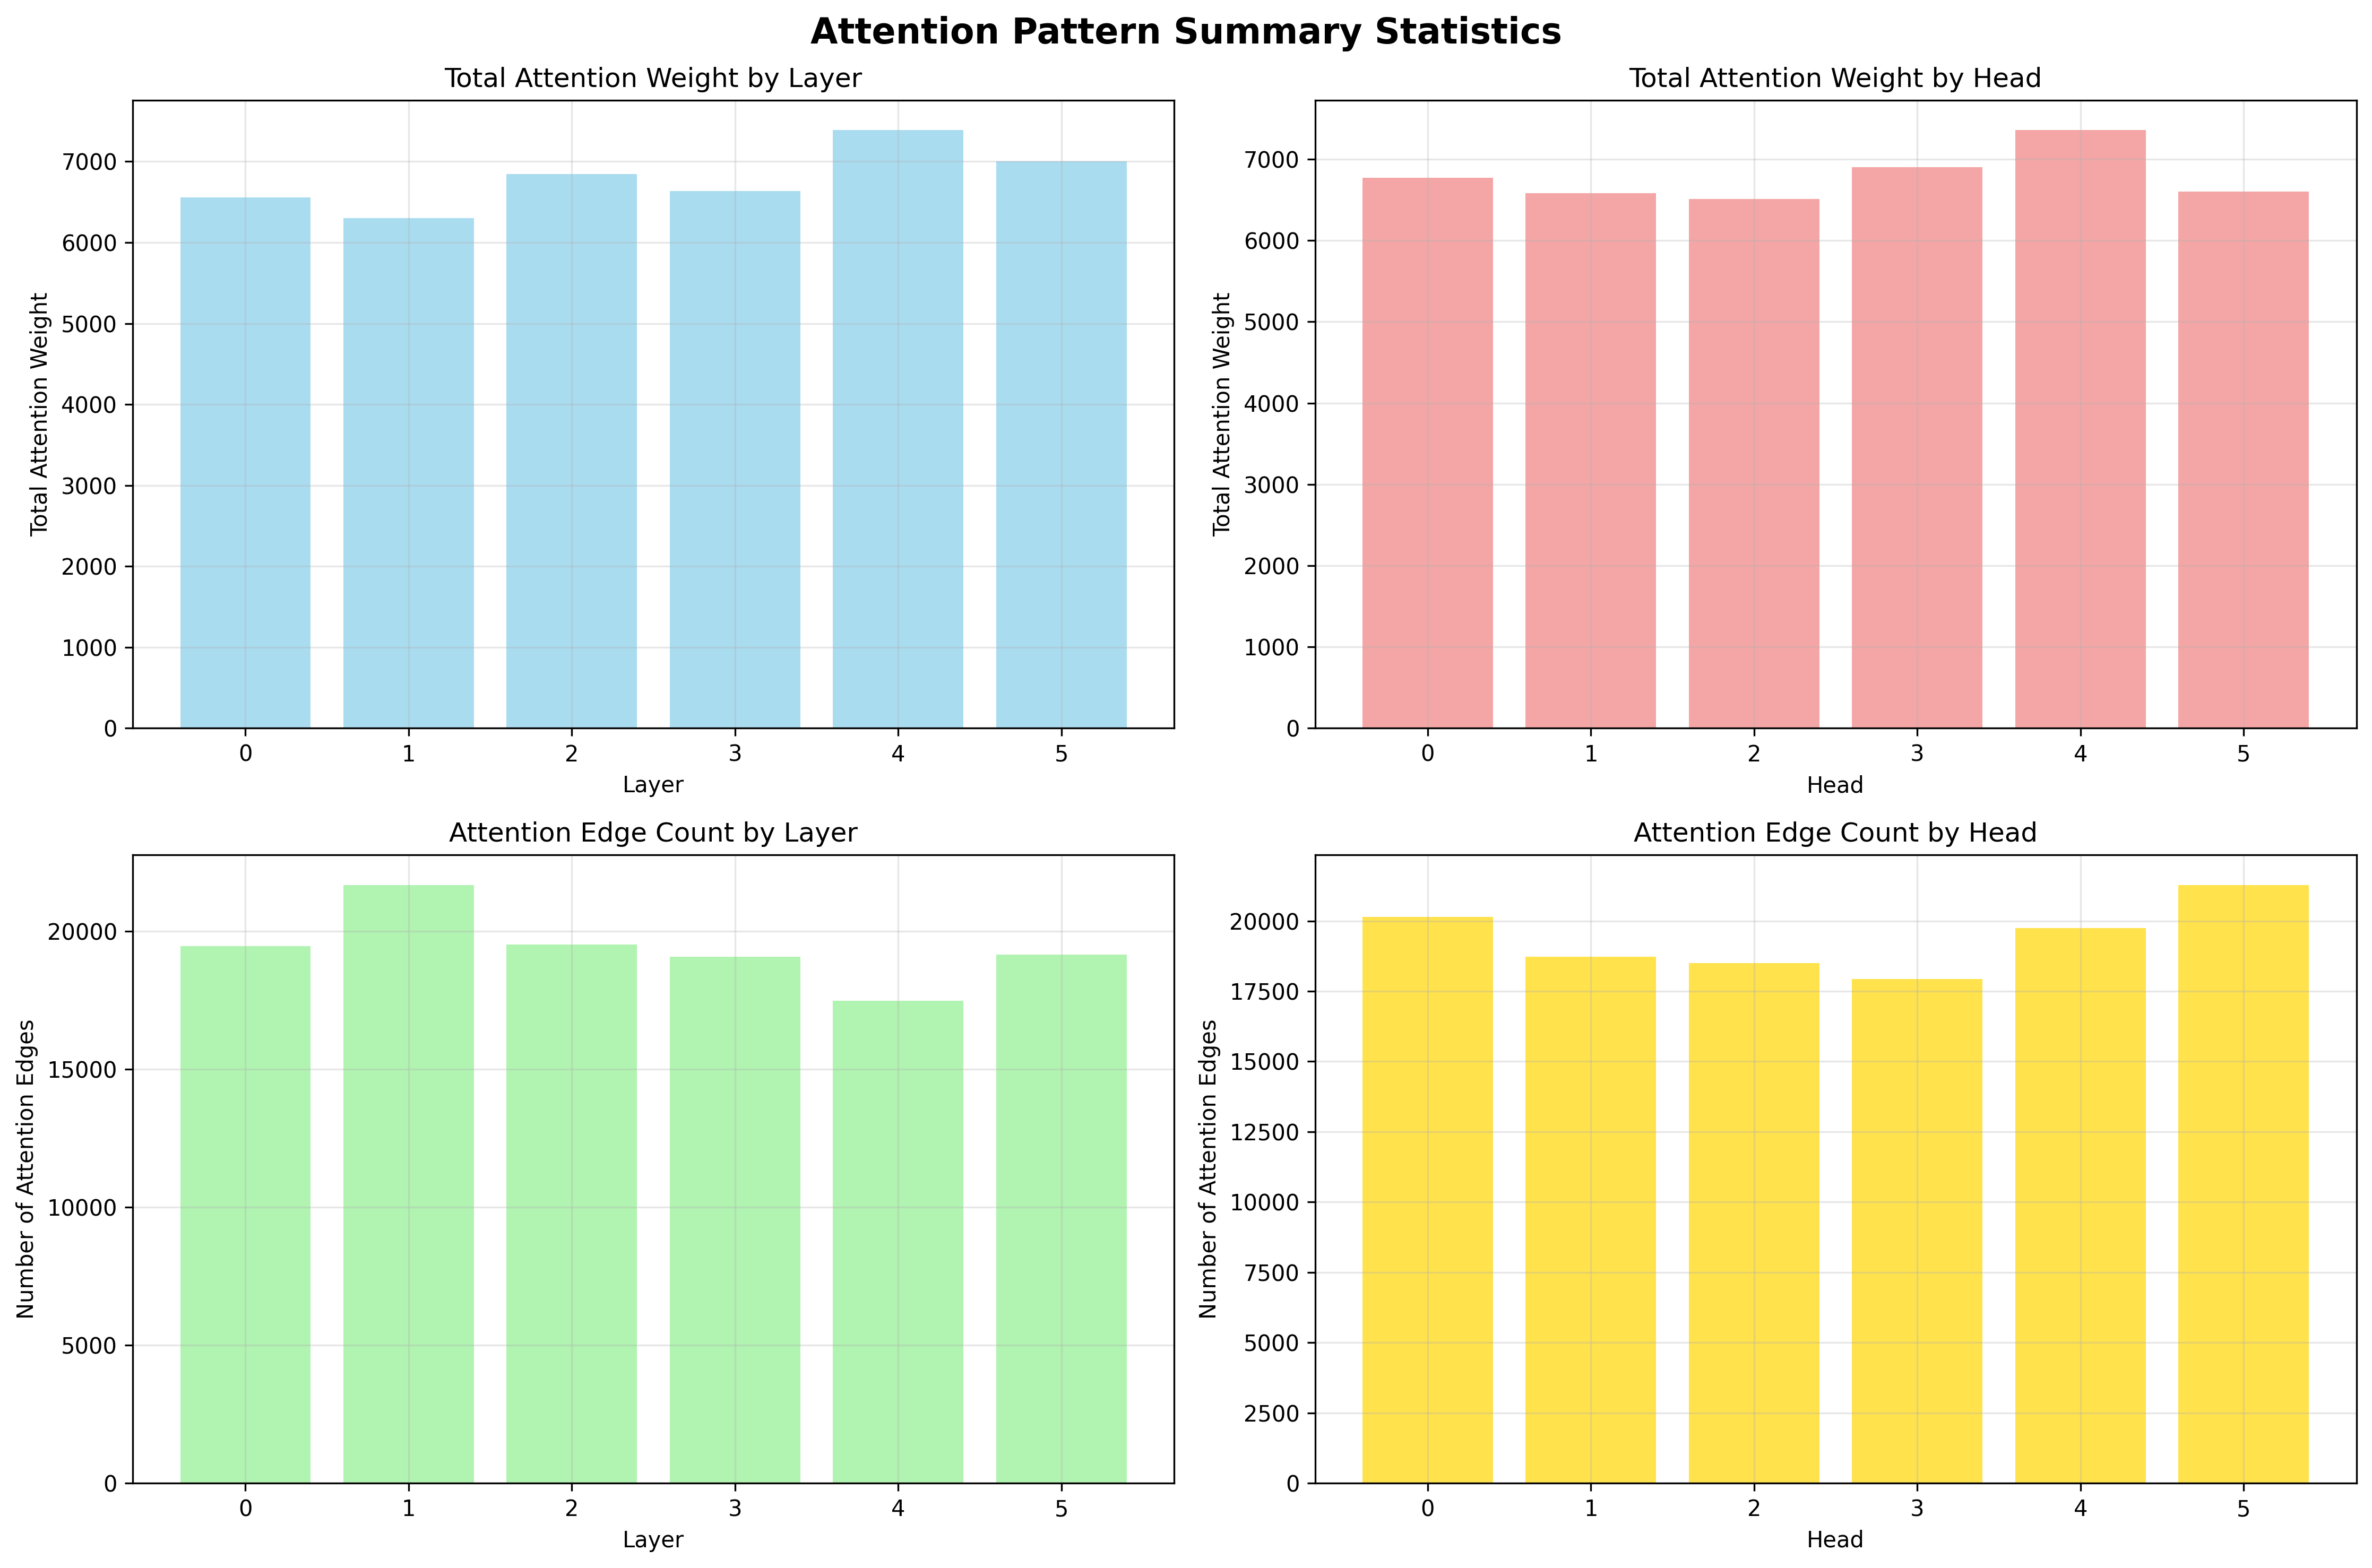 Attention Pattern Summary Statistics
Total Attention Weight by Layer
Total Attention Weight
7000
6000
5000
4000
3000
2000
1000
0
0 1 2 3 4 5
Layer
Total Attention Weight by Head
Total Attention Weight
7000
6000
5000
4000
3000
2000
1000
0
0 1 2 3 4 5
Head
Attention Edge Count by Layer
Number of Attention Edges
20000
15000
10000
5000
0
0 1 2 3 4 5
Layer
Attention Edge Count by Head
Number of Attention Edges
20000
17500
15000
12500
10000
7500
5000
2500
0
0 1 2 3 4 5
Head